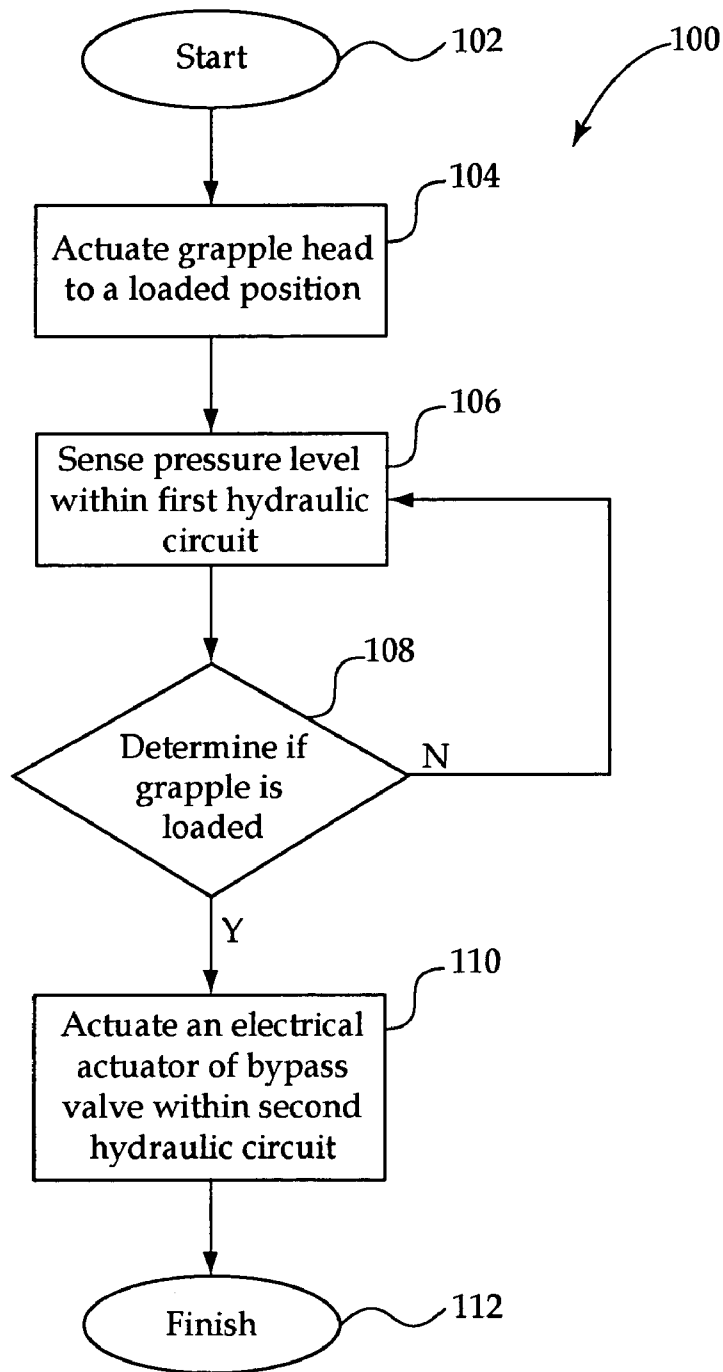 Start
102
100
104
Actuate grapple head
to a loaded position
106
Sense pressure level
within first hydraulic
circuit
108
Determine if
grapple is
loaded
N
Y
110
Actuate an electrical
actuator of bypass
valve within second
hydraulic circuit
Finish
112